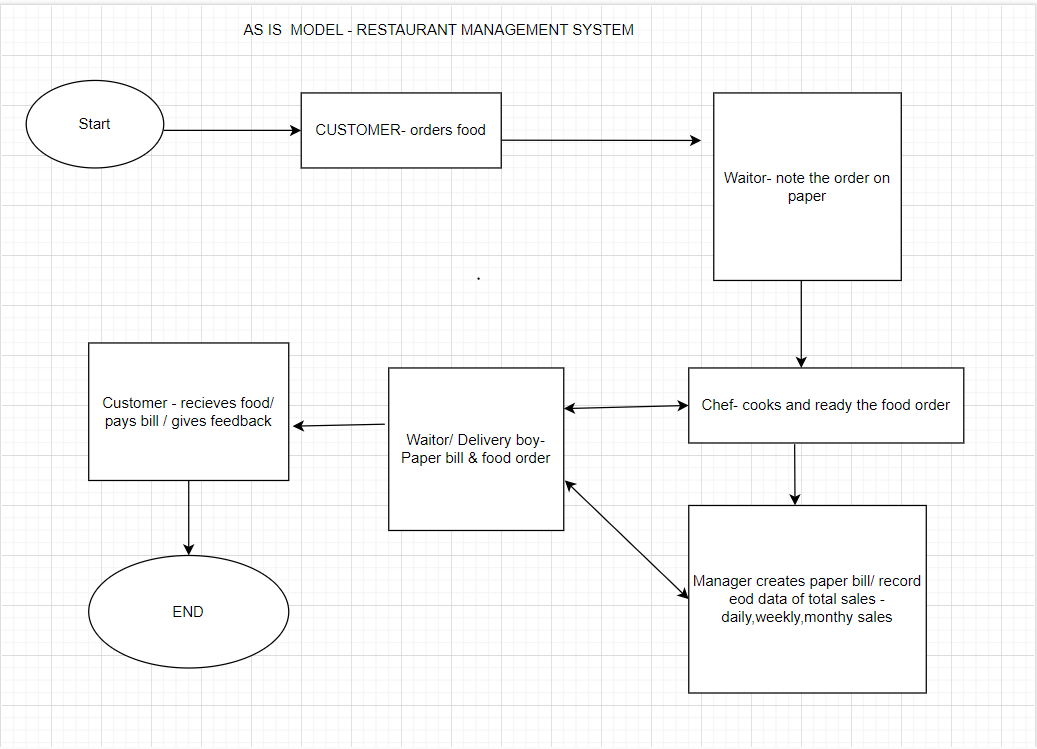 AS IS  MODEL - RESTAURANT MANAGEMENT SYSTEM
Start
CUSTOMER- orders food
Waitor- note the order on
paper
Chef- cooks and ready the food order
Waitor/ Delivery boy-
Paper bill & food order
Customer - recieves food/
pays bill / gives feedback
Manager creates paper bill/ record
eod data of total sales -
daily,weekly,monthy sales
END